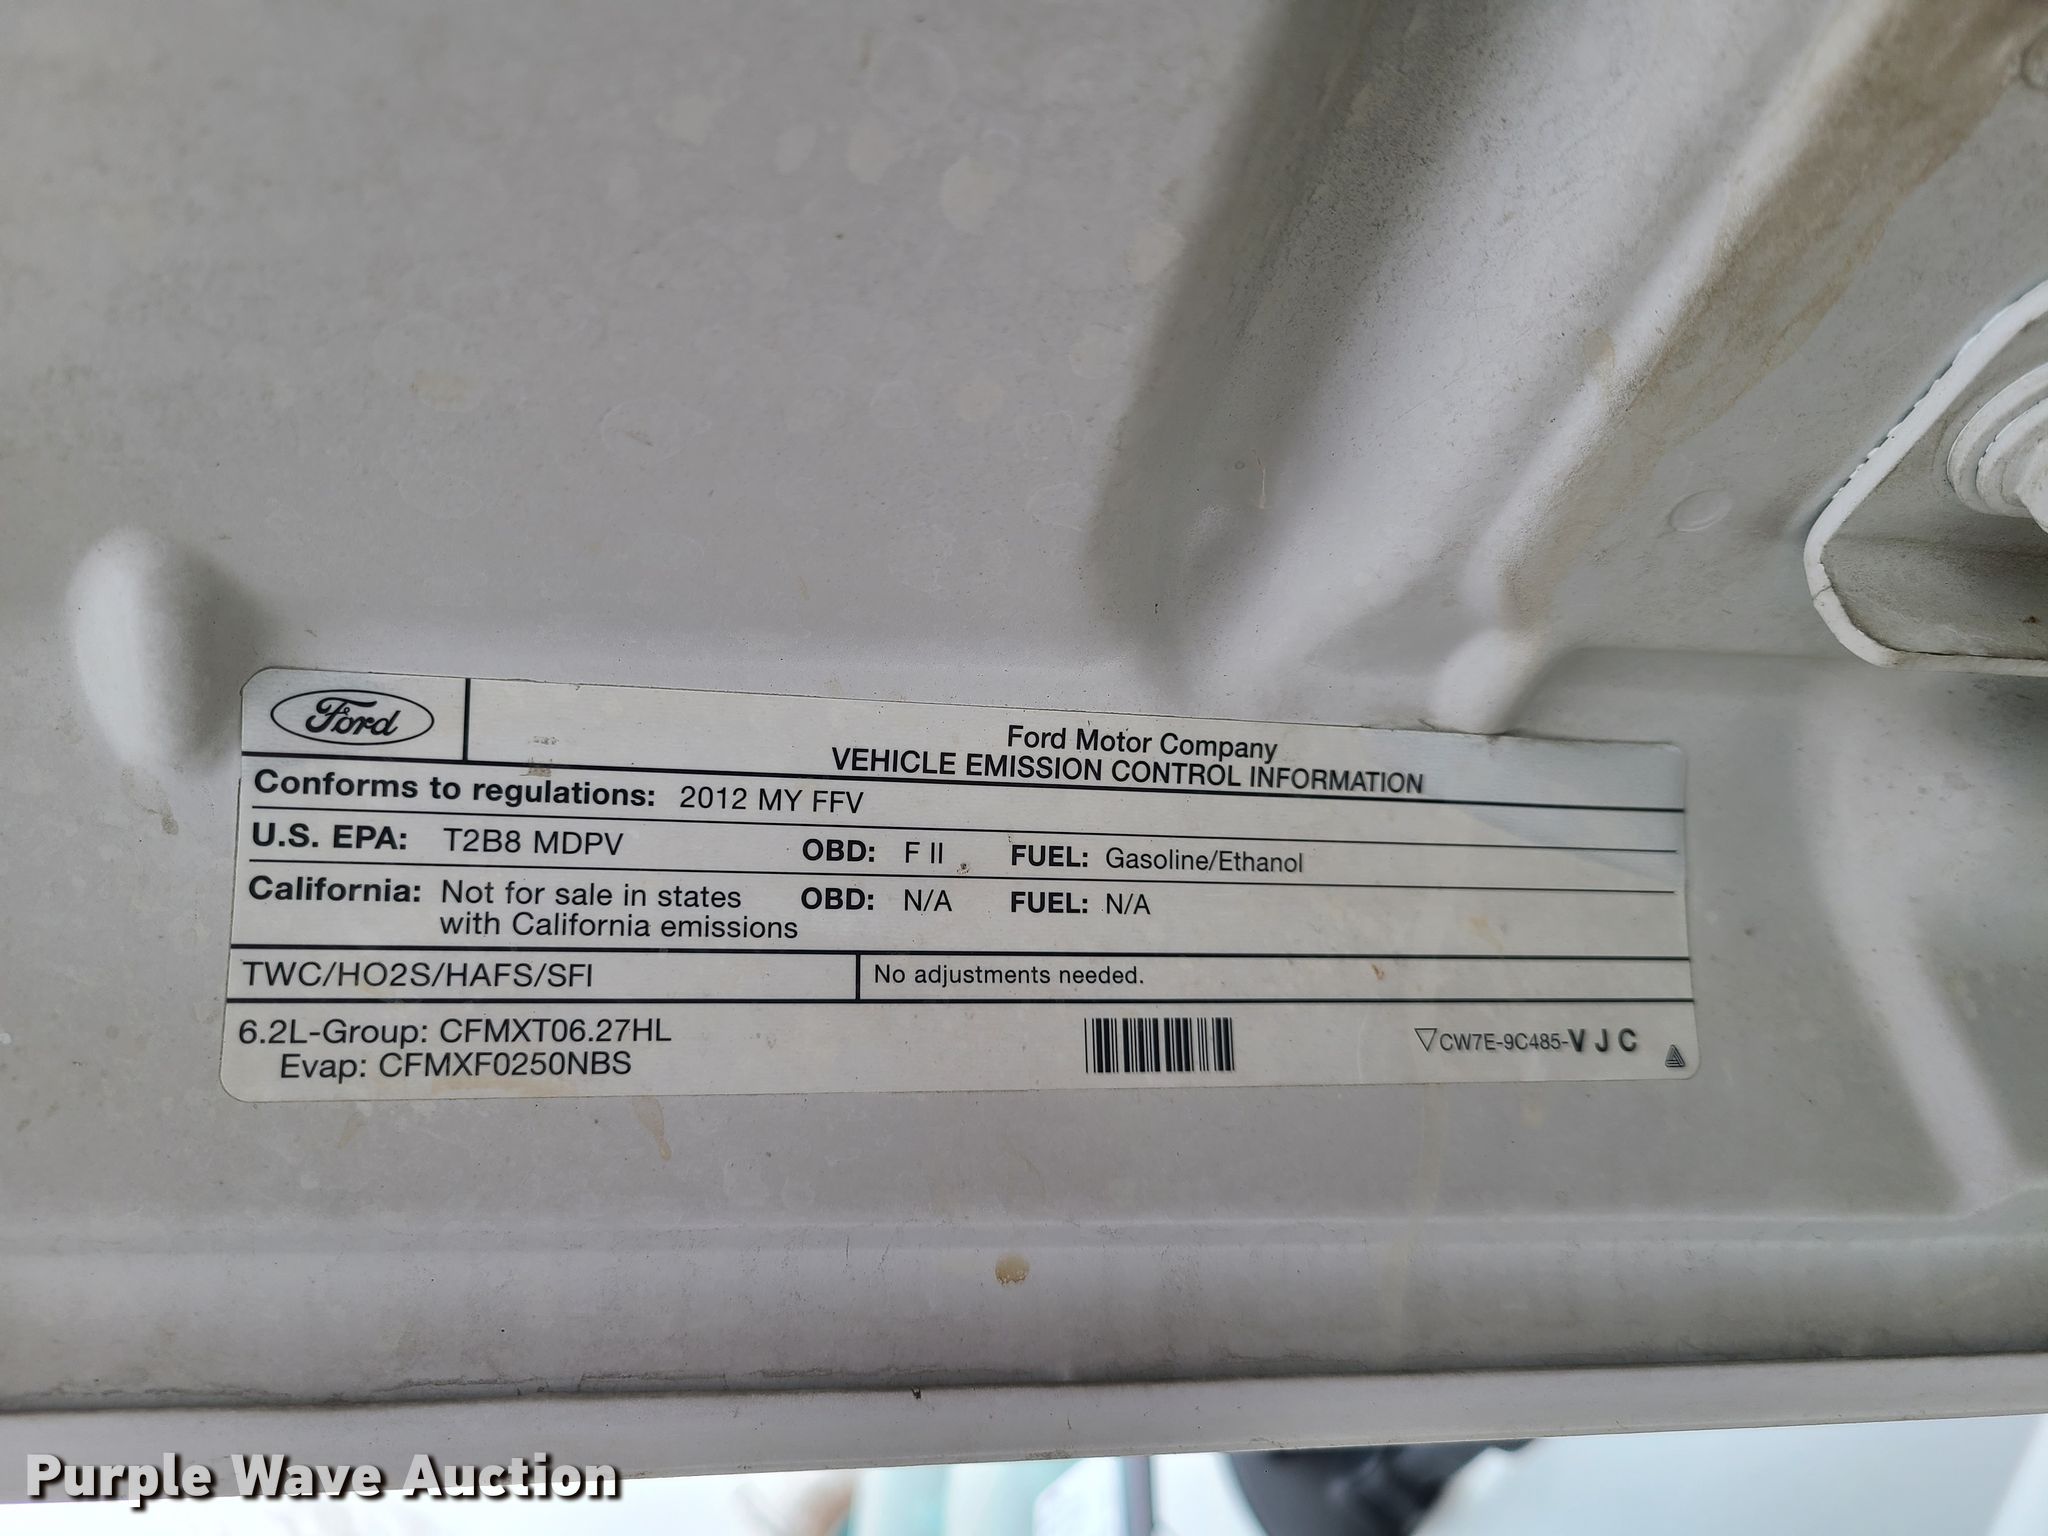 Ford
Ford Motor Company
VEHICLE EMISSION CONTROL INFORMATION
Conforms to regulations: 2012 MY FFV
U.S. EPA: T2B8 MDPV OBD: F II FUEL: Gasoline/Ethanol
California: Not for sale in states OBD: N/A FUEL: N/A
with California emissions
TWC/HO2S/HAFS/SFI No adjustments needed.
6.2L-Group: CFMXT06.27HL
Evap: CFMXF0250NBS
CW7E-9C485-VJC
Purple Wave Auction